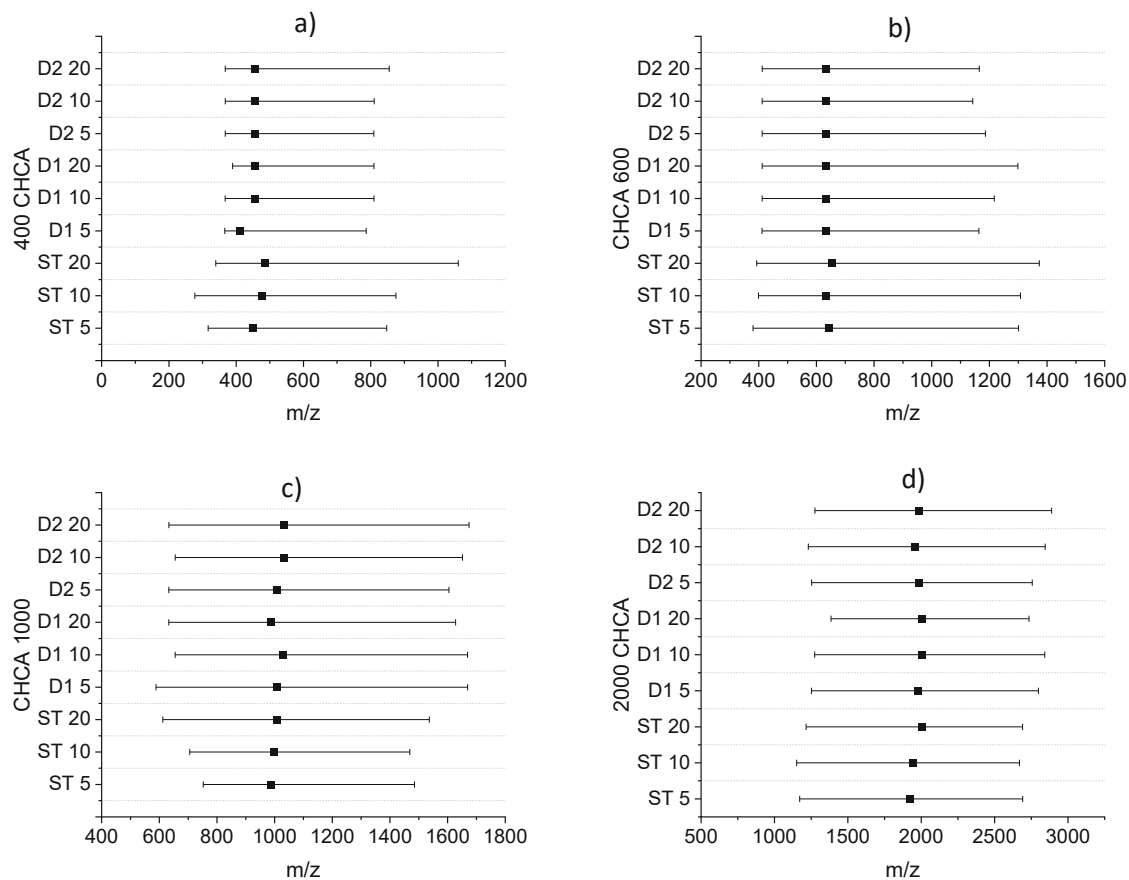 a)
400 CHCA
D2 20
D2 10
D2 5
D1 20
D1 10
D1 5
ST 20
ST 10
ST 5
0 200 400 600 800 1000 1200
m/z
b)
CHCA 600
D2 20
D2 10
D2 5
D1 20
D1 10
D1 5
ST 20
ST 10
ST 5
200 400 600 800 1000 1200 1400 1600
m/z
c)
CHCA 1000
D2 20
D2 10
D2 5
D1 20
D1 10
D1 5
ST 20
ST 10
ST 5
400 600 800 1000 1200 1400 1600 1800
m/z
d)
2000 CHCA
D2 20
D2 10
D2 5
D1 20
D1 10
D1 5
ST 20
ST 10
ST 5
500 1000 1500 2000 2500 3000
m/z